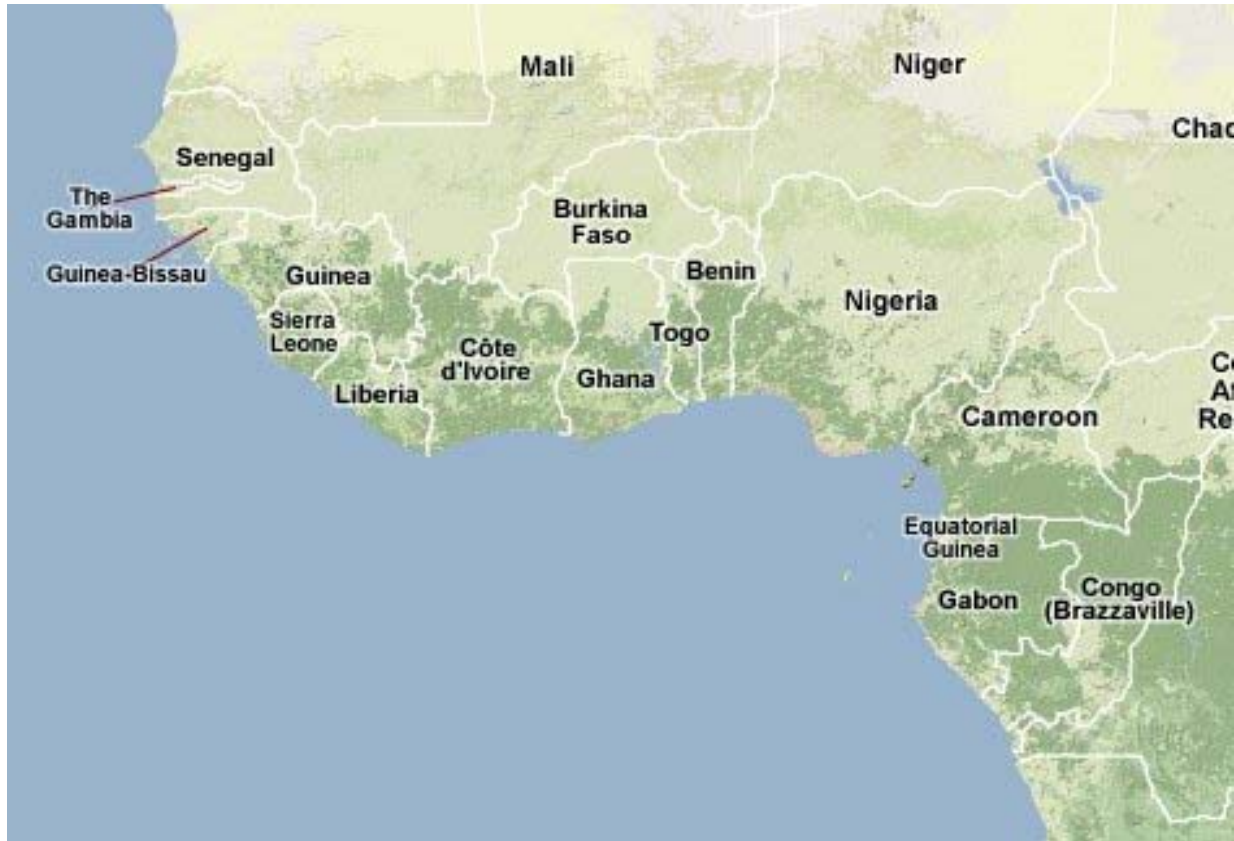 Mali
Niger
Chad
Senegal
The
Gambia
Burkina
Faso
Guinea-Bissau
Guinea
Benin
Nigeria
Sierra
Leone
Togo
Côte
d'Ivoire
Ghana
Liberia
Cameroon
Equatorial
Guinea
Gabon
Congo
(Brazzaville)